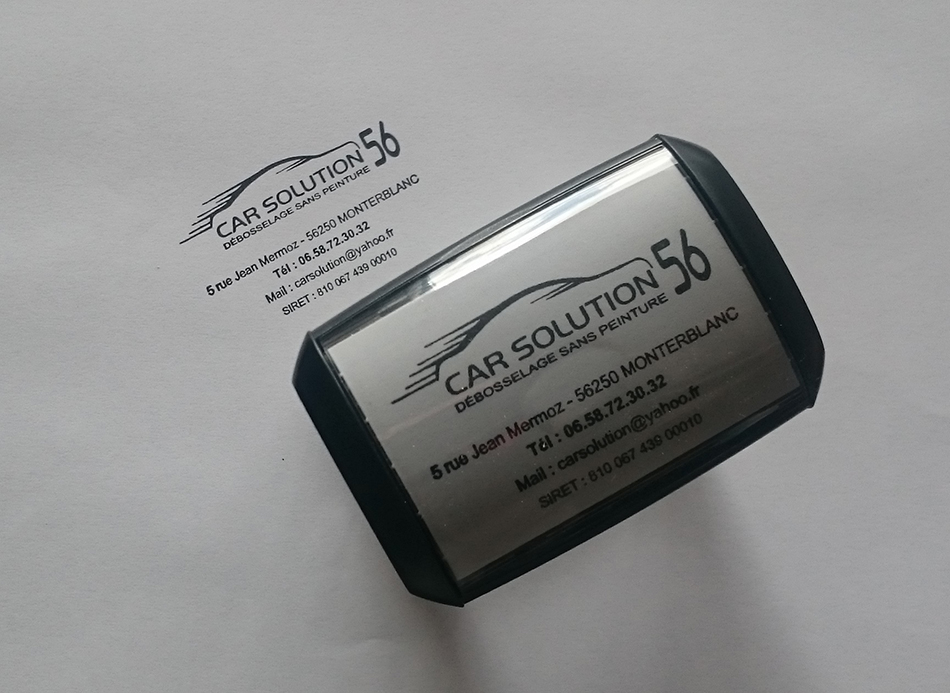 CAR SOLUTION 56
DÉBOSSELAGE SANS PEINTURE
5 rue Jean Mermoz - 56250 MONTERBLANC
Tél : 06.58.72.30.32
Mail : carsolution@yahoo.fr
SIRET : 810 067 439 00010
CAR SOLUTION 56
DÉBOSSELAGE SANS PEINTURE
5 rue Jean Mermoz - 56250 MONTERBLANC
Tél : 06.58.72.30.32
Mail : carsolution@yahoo.fr
SIRET : 810 067 439 00010